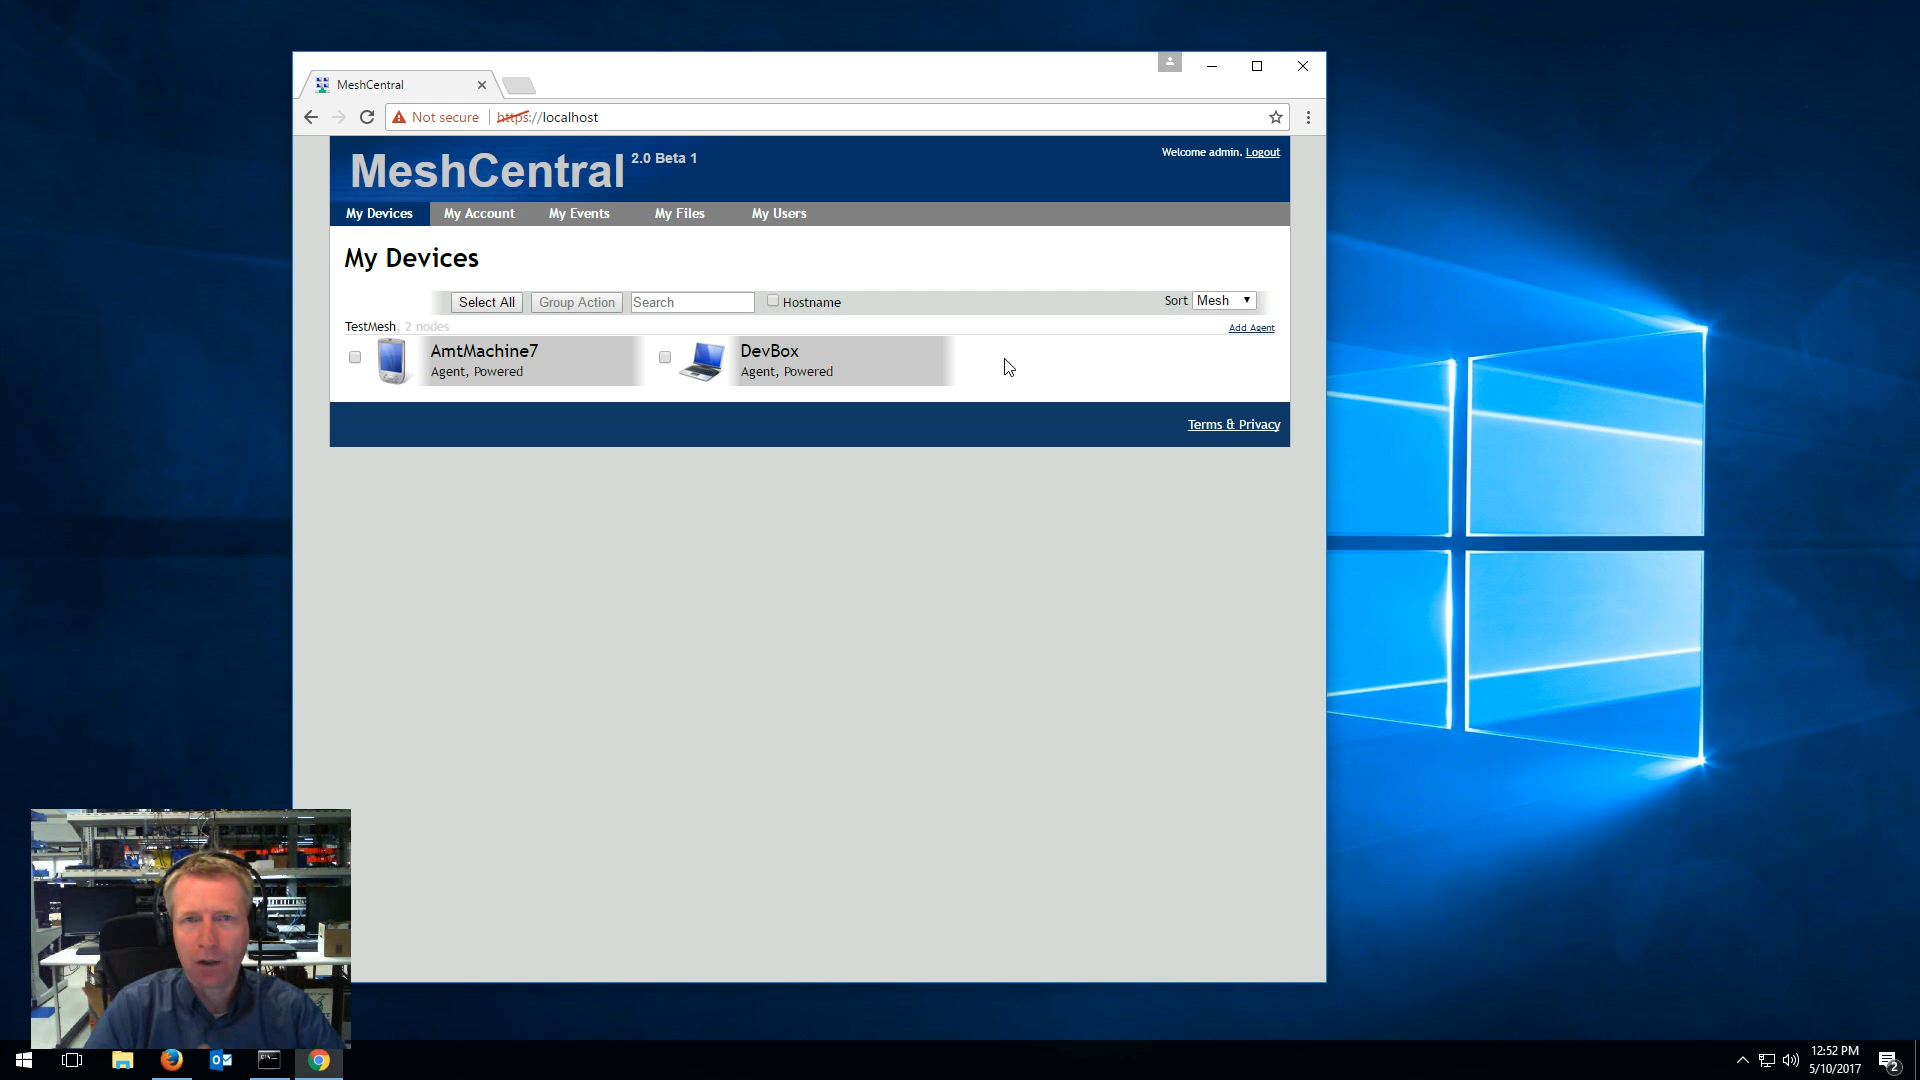 MeshCentral
Not secure https://localhost
MeshCentral 2.0 Beta 1
Welcome admin. Logout
My Devices My Account My Events My Files My Users
My Devices
Select All Group Action Search Hostname Sort Mesh
TestMesh, 2 nodes Add Agent
AmtMachine7 DevBox
Agent, Powered Agent, Powered
Terms & Privacy
12:52 PM
5/10/2017
2